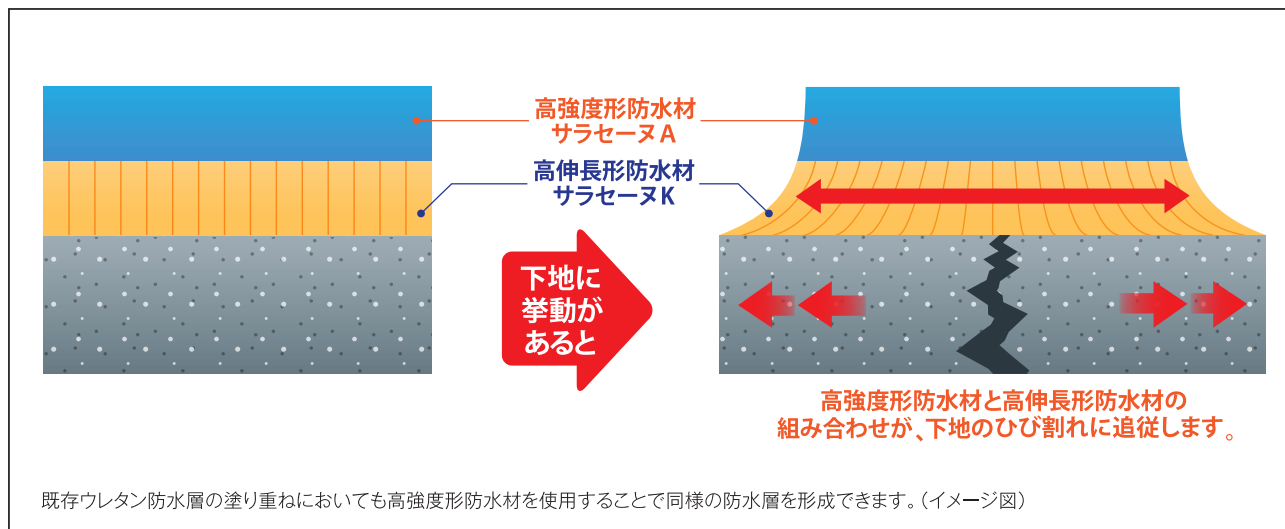 高強度形防水材
サラセーヌA
高伸長形防水材
サラセーヌK
下地に
挙動が
あると
高強度形防水材と高伸長形防水材の
組み合わせが、下地のひび割れに追従します。
既存ウレタン防水層の塗り重ねにおいても高強度形防水材を使用することで同様の防水層を形成できます。（イメージ図）